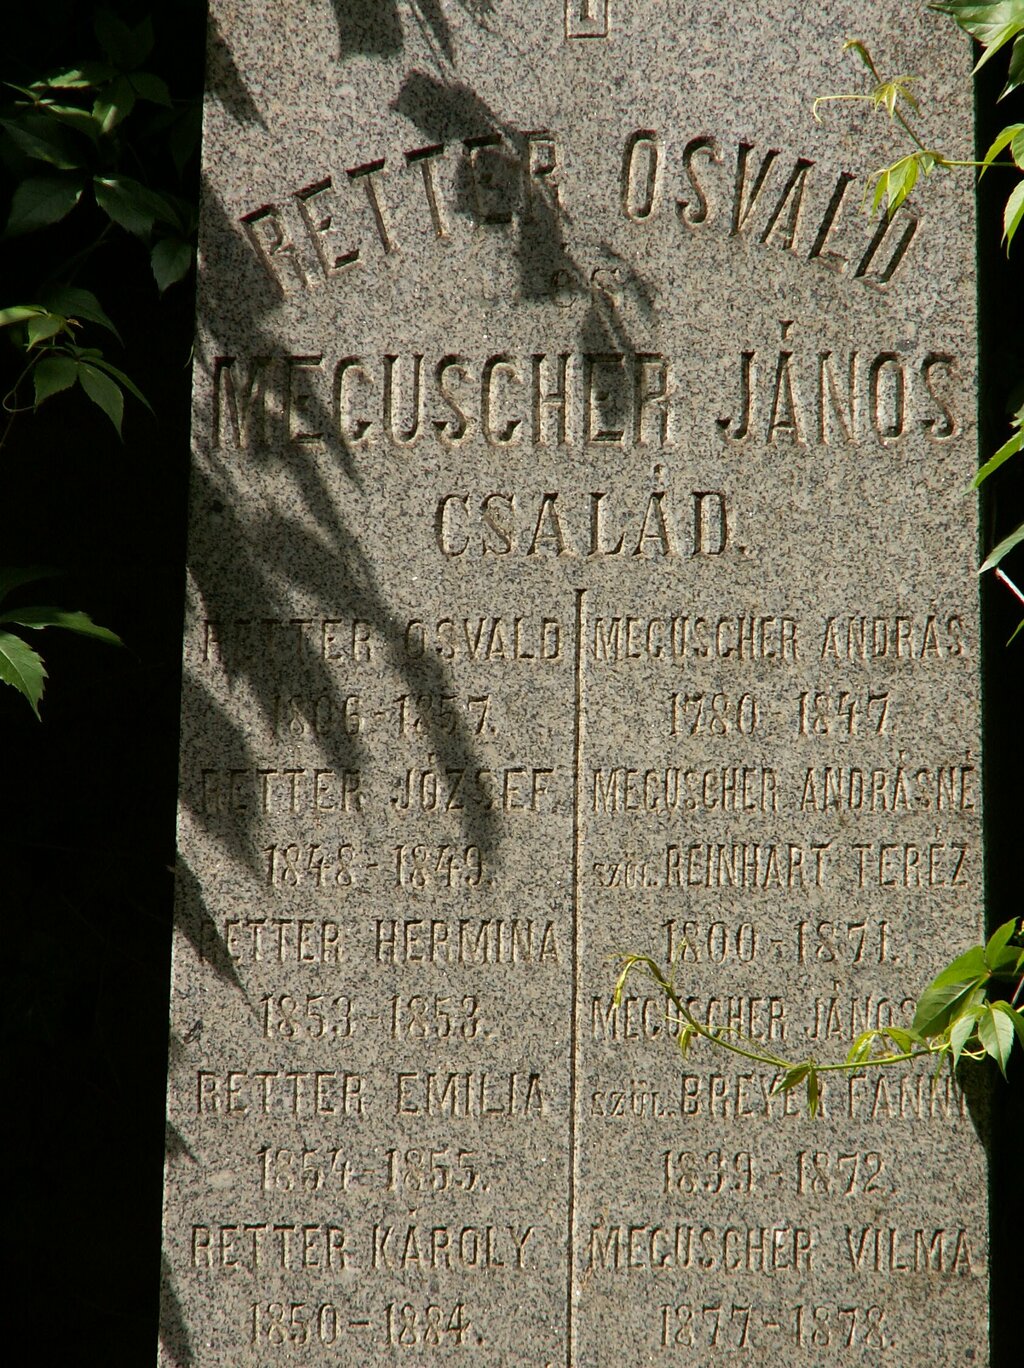 RETTER OSVALD
és
MEGUSCHER JÁNOS
CSALÁD.
RETTER OSVALD
1806-1857.
RETTER JÓZSEF.
1848-1849.
RETTER HERMINA
1853-1853.
RETTER EMILIA
1854-1855.
RETTER KÁROLY.
1850-1884.
MEGUSCHER ANDRÁS
1780-1847.
MEGUSCHER ANDRÁSNÉ
SZÜL. REINHART TERÉZ
1800-1871.
MEGUSCHER JÁNOS
SZÜL. BREYER FANNI
1839-1872.
MEGUSCHER VILMA
1877-1878.